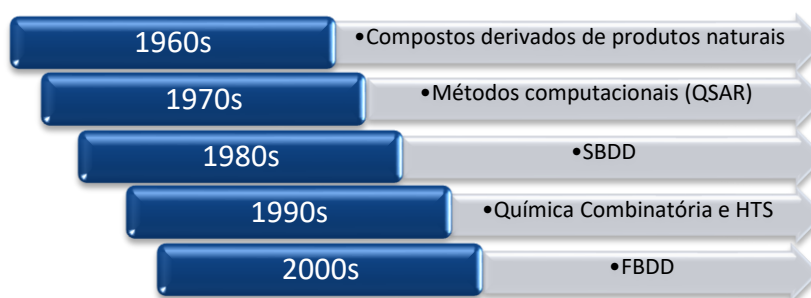 1960s
•Compostos derivados de produtos naturais
1970s
•Métodos computacionais (QSAR)
1980s
•SBDD
1990s
•Química Combinatória e HTS
2000s
•FBDD